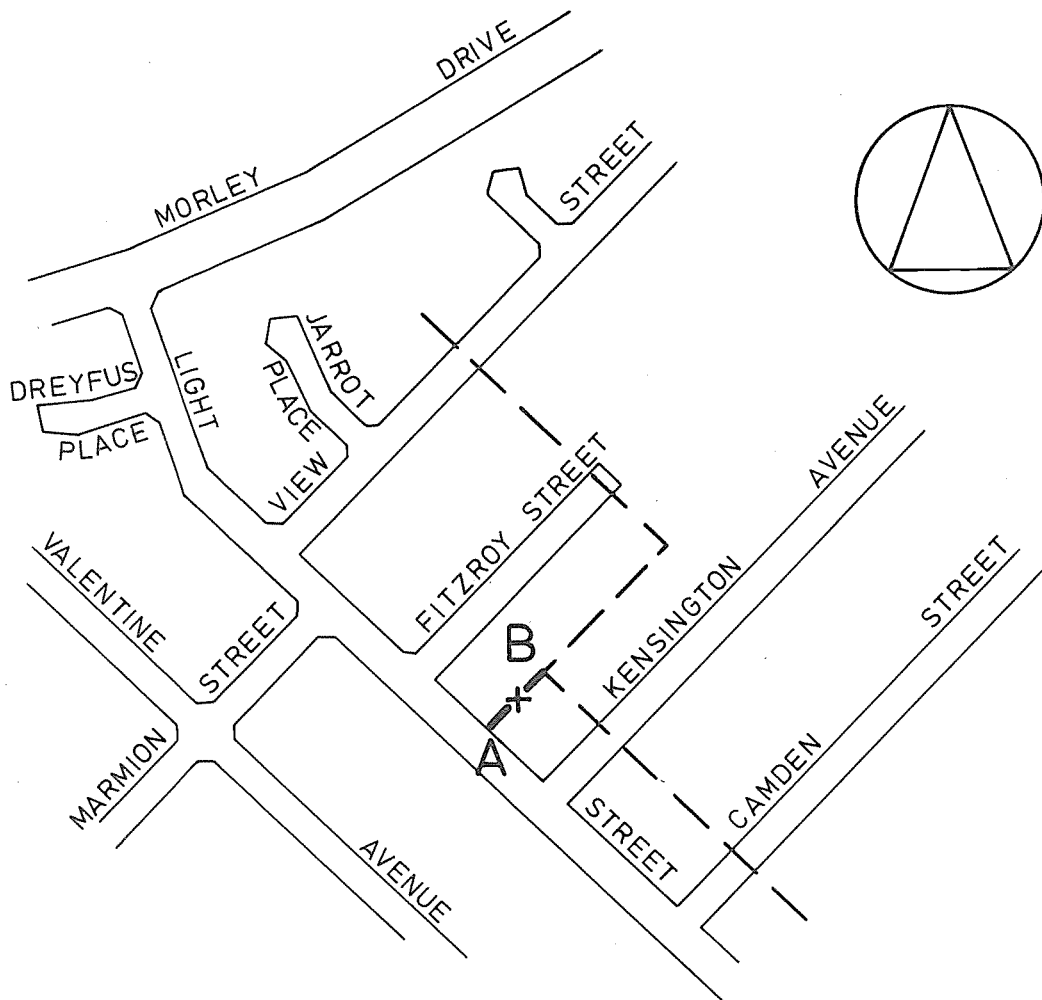 MORLEY
DRIVE
STREET
DREYFUS
PLACE
LIGHT
JARROT
PLACE
VIEW
FITZROY STREET
AVENUE
KENSINGTON
VALENTINE
STREET
MARMION
AVENUE
B
A
STREET
CAMDEN
STREET